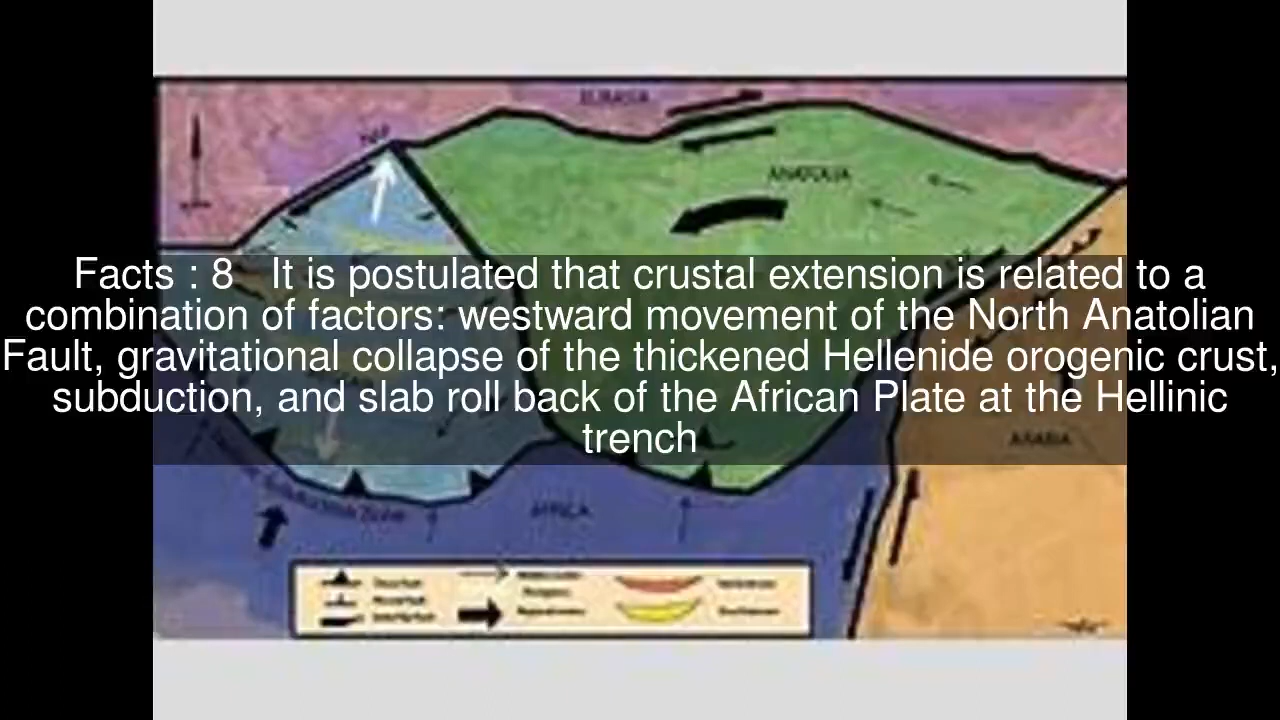 EURASIA
NAF
ANATOLIA
Facts : 8 It is postulated that crustal extension is related to a
combination of factors: westward movement of the North Anatolian
Fault, gravitational collapse of the thickened Hellenide orogenic crust,
subduction, and slab roll back of the African Plate at the Hellinic
trench
ARABIA
AFRICA